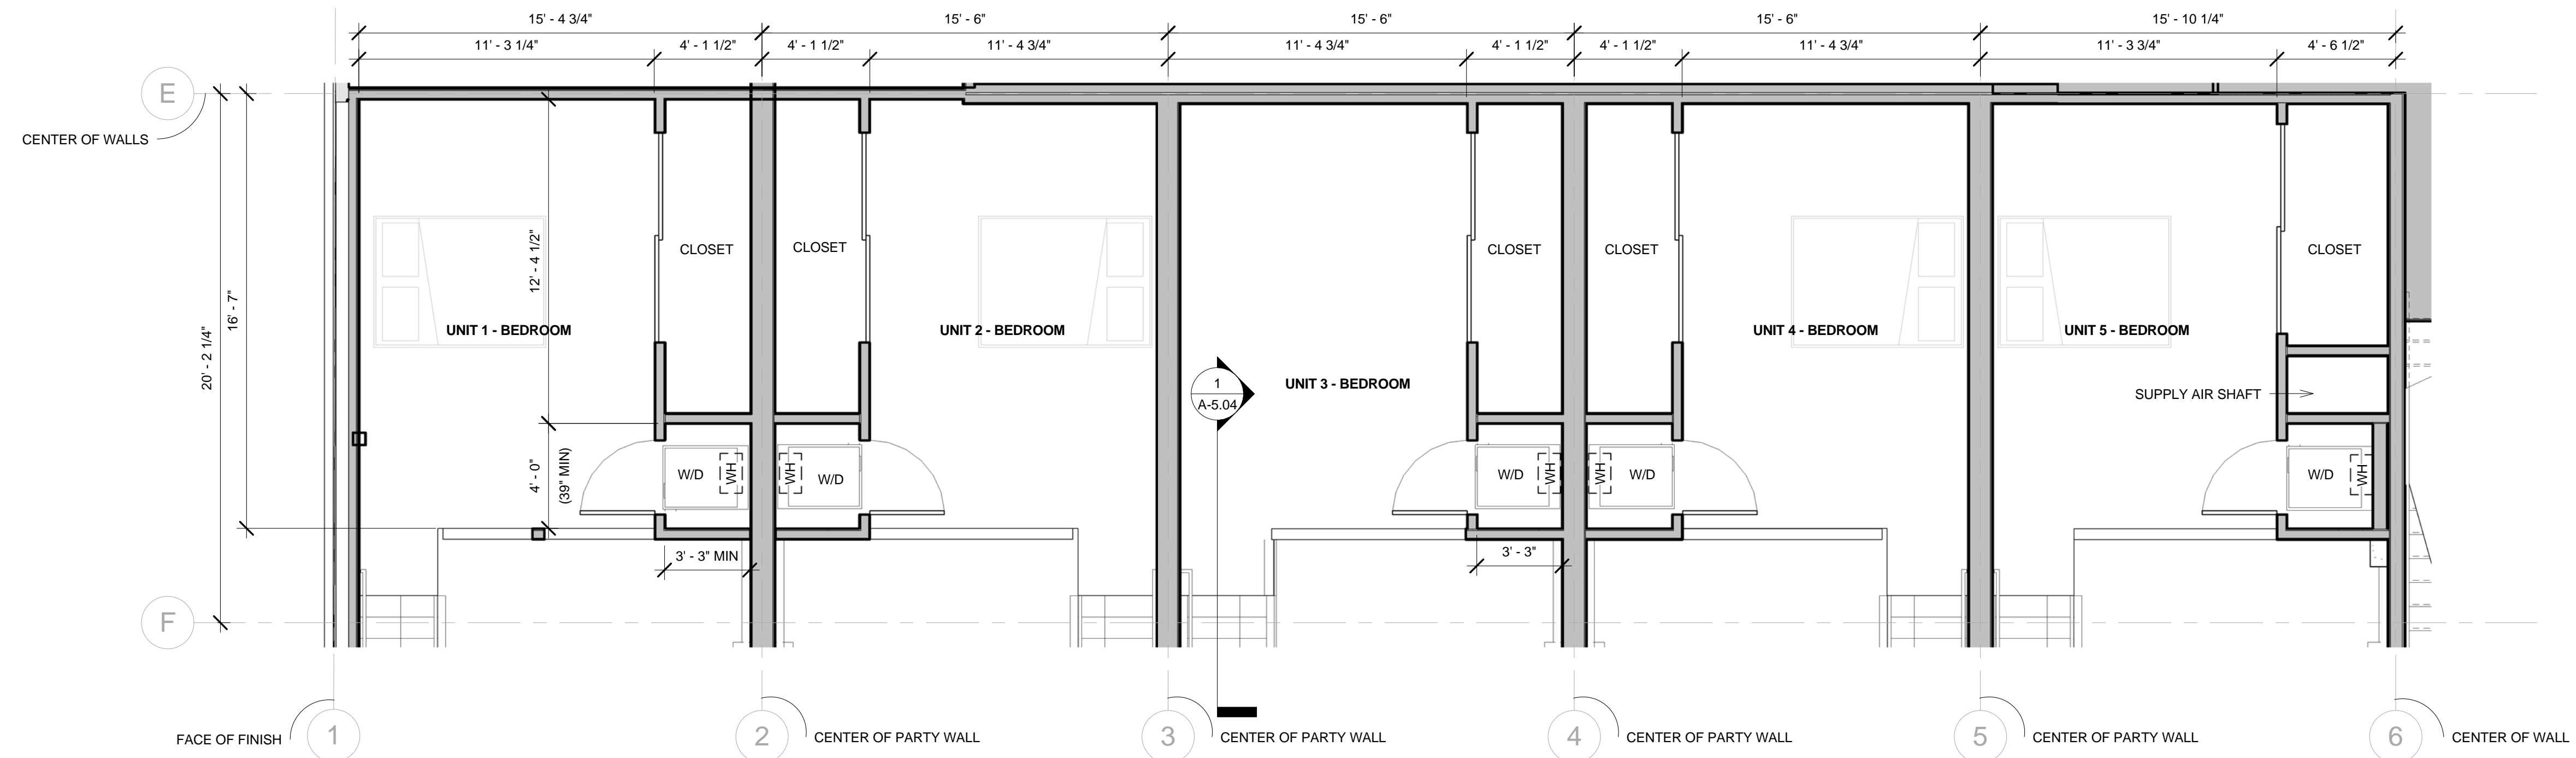 15' - 4 3/4"
15' - 6"
15' - 6"
15' - 6"
15' - 10 1/4"
11' - 3 1/4"
4' - 1 1/2"
4' - 1 1/2"
11' - 4 3/4"
11' - 4 3/4"
4' - 1 1/2"
4' - 1 1/2"
11' - 4 3/4"
11' - 3 3/4"
4' - 6 1/2"
E
CENTER OF WALLS
20' - 2 1/4"
16' - 7"
12' - 4 1/2"
CLOSET
CLOSET
CLOSET
CLOSET
CLOSET
UNIT 1 - BEDROOM
UNIT 2 - BEDROOM
UNIT 3 - BEDROOM
UNIT 4 - BEDROOM
UNIT 5 - BEDROOM
1
A-5.04
SUPPLY AIR SHAFT
4' - 0"
(39" MIN)
W/D
WH
WH
W/D
W/D
WH
WH
W/D
W/D
WH
3' - 3" MIN
3' - 3"
F
FACE OF FINISH
1
2
CENTER OF PARTY WALL
3
CENTER OF PARTY WALL
4
CENTER OF PARTY WALL
5
CENTER OF PARTY WALL
6
CENTER OF WALL